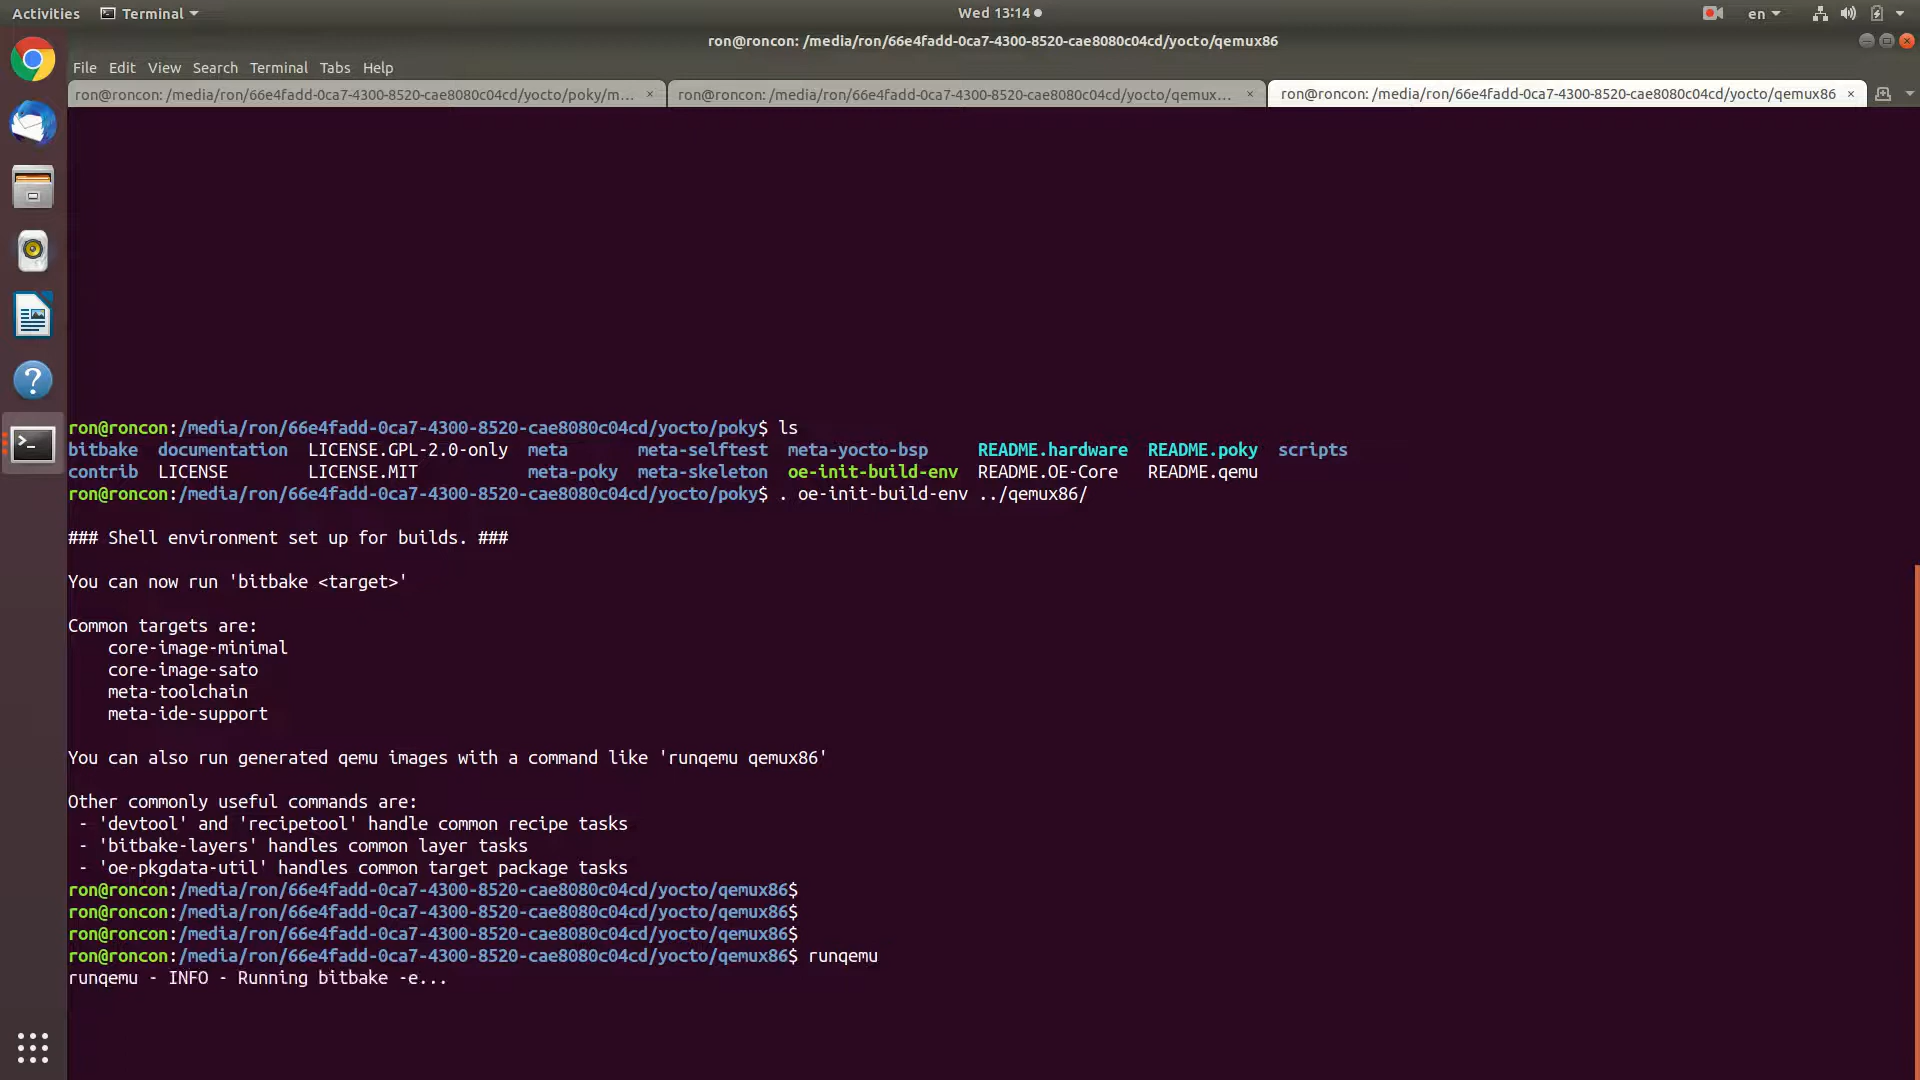 Activities Terminal Wed 13:14 en
ron@roncon: /media/ron/66e4fadd-0ca7-4300-8520-cae8080c04cd/yocto/qemux86
File Edit View Search Terminal Tabs Help
ron@roncon: /media/ron/66e4fadd-0ca7-4300-8520-cae8080c04cd/yocto/poky/m... × ron@roncon: /media/ron/66e4fadd-0ca7-4300-8520-cae8080c04cd/yocto/qemux... × ron@roncon: /media/ron/66e4fadd-0ca7-4300-8520-cae8080c04cd/yocto/qemux86 ×
ron@roncon:/media/ron/66e4fadd-0ca7-4300-8520-cae8080c04cd/yocto/poky$ ls
bitbake documentation LICENSE.GPL-2.0-only meta meta-selftest meta-yocto-bsp README.hardware README.poky scripts
contrib LICENSE LICENSE.MIT meta-poky meta-skeleton oe-init-build-env README.OE-Core README.qemu
ron@roncon:/media/ron/66e4fadd-0ca7-4300-8520-cae8080c04cd/yocto/poky$ . oe-init-build-env ../qemux86/
### Shell environment set up for builds. ###
You can now run 'bitbake <target>'
Common targets are:
core-image-minimal
core-image-sato
meta-toolchain
meta-ide-support
You can also run generated qemu images with a command like 'runqemu qemux86'
Other commonly useful commands are:
- 'devtool' and 'recipetool' handle common recipe tasks
- 'bitbake-layers' handles common layer tasks
- 'oe-pkgdata-util' handles common target package tasks
ron@roncon:/media/ron/66e4fadd-0ca7-4300-8520-cae8080c04cd/yocto/qemux86$
ron@roncon:/media/ron/66e4fadd-0ca7-4300-8520-cae8080c04cd/yocto/qemux86$
ron@roncon:/media/ron/66e4fadd-0ca7-4300-8520-cae8080c04cd/yocto/qemux86$
ron@roncon:/media/ron/66e4fadd-0ca7-4300-8520-cae8080c04cd/yocto/qemux86$ runqemu
runqemu - INFO - Running bitbake -e...